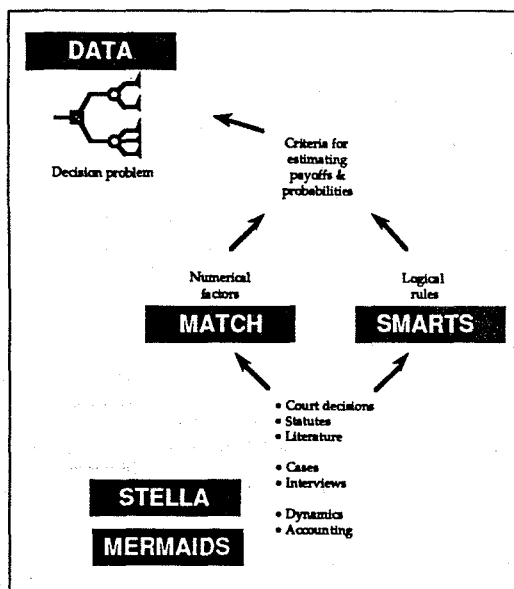 DATA
Decision problem
Criteria for
estimating
payoffs &
probabilities
Numerical
factors
Logical
rules
MATCH
SMARTS
• Court decisions
• Statutes
• Literature
• Cases
• Interviews
• Dynamics
• Accounting
STELLA
MERMAIDS